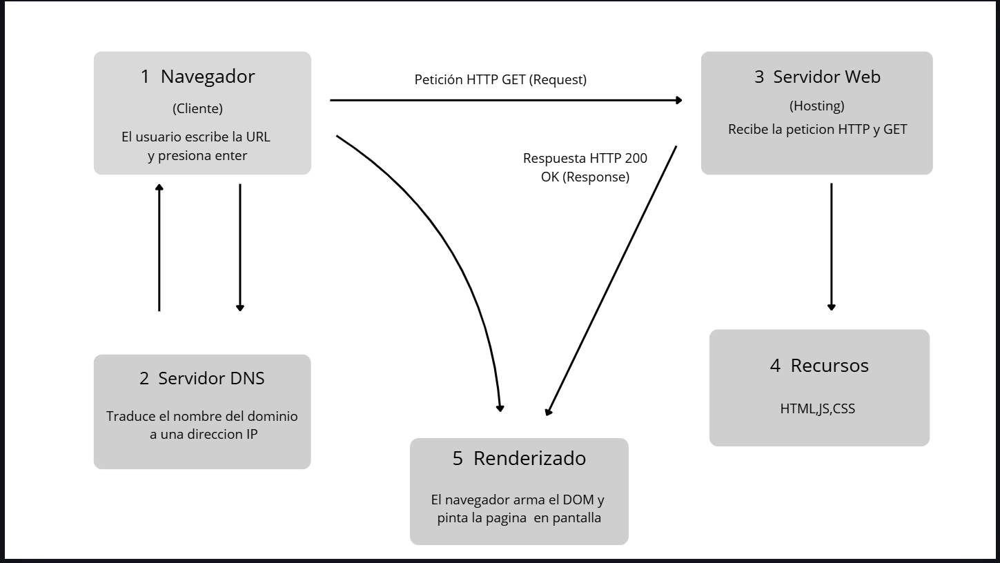 1 Navegador
(Cliente)
El usuario escribe la URL
y presiona enter
Petición HTTP GET (Request)
3 Servidor Web
(Hosting)
Recibe la peticion HTTP y GET
Respuesta HTTP 200
OK (Response)
2 Servidor DNS
Traduce el nombre del dominio
a una direccion IP
4 Recursos
HTML,JS,CSS
5 Renderizado
El navegador arma el DOM y
pinta la pagina en pantalla